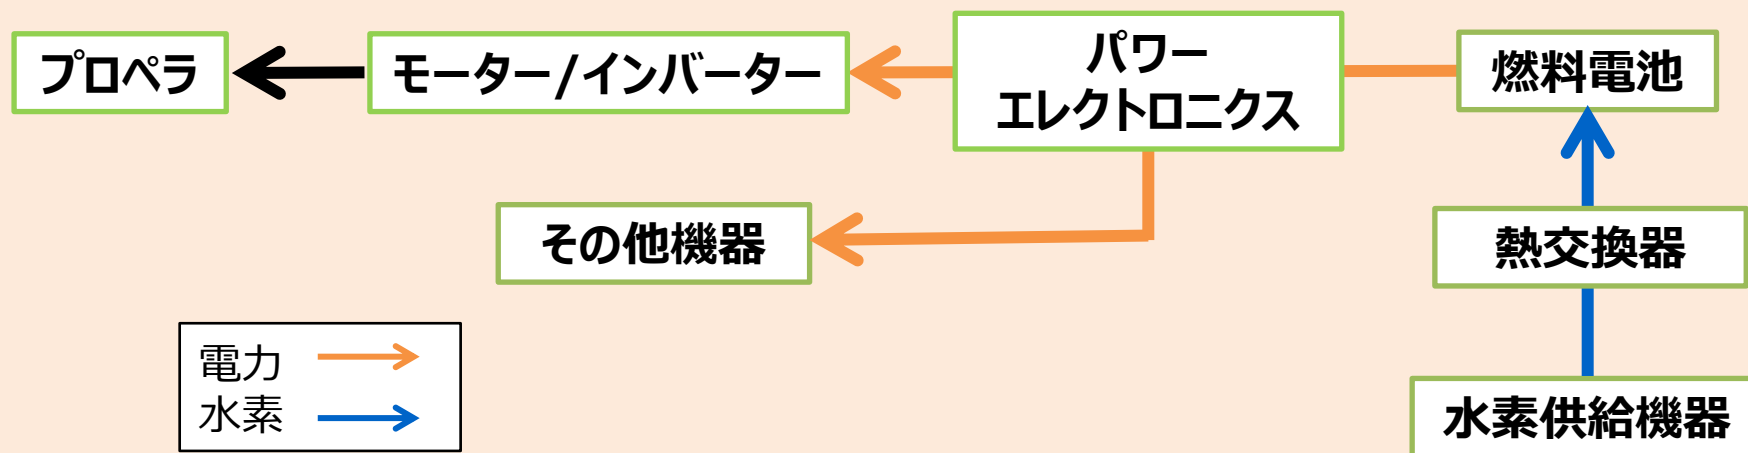 プロペラ
モーター/インバーター
パワー
エレクトロニクス
燃料電池
その他機器
熱交換器
電力
水素
水素供給機器